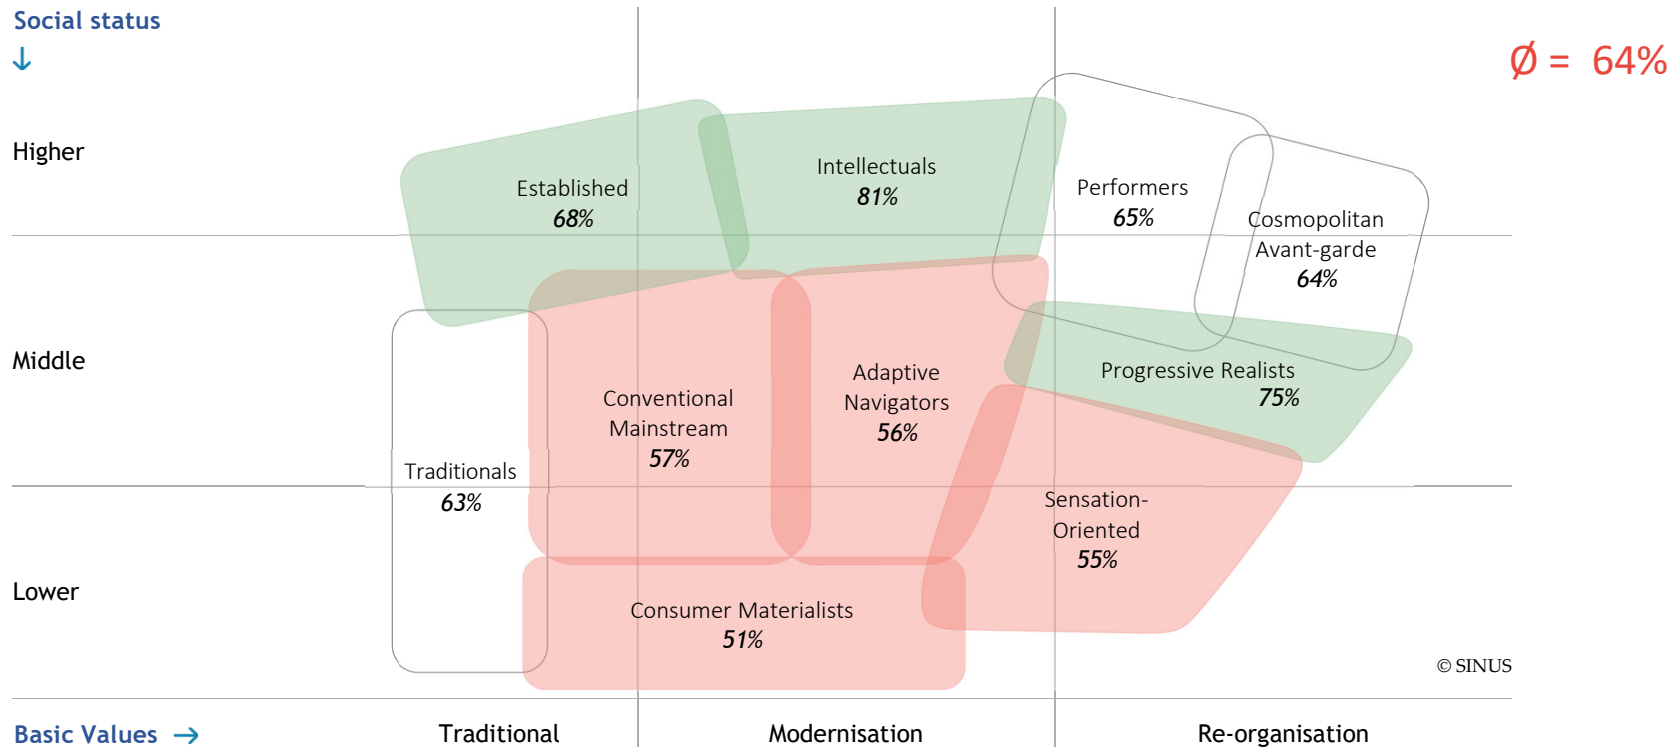 Social status
↓
Ø = 64%
Higher
Established
68%
Intellectuals
81%
Performers
65%
Cosmopolitan
Avant-garde
64%
Middle
Conventional
Mainstream
57%
Adaptive
Navigators
56%
Progressive Realists
75%
Traditionals
63%
Sensation-
Oriented
55%
Lower
Consumer Materialists
51%
© SINUS
Basic Values →
Traditional
Modernisation
Re-organisation